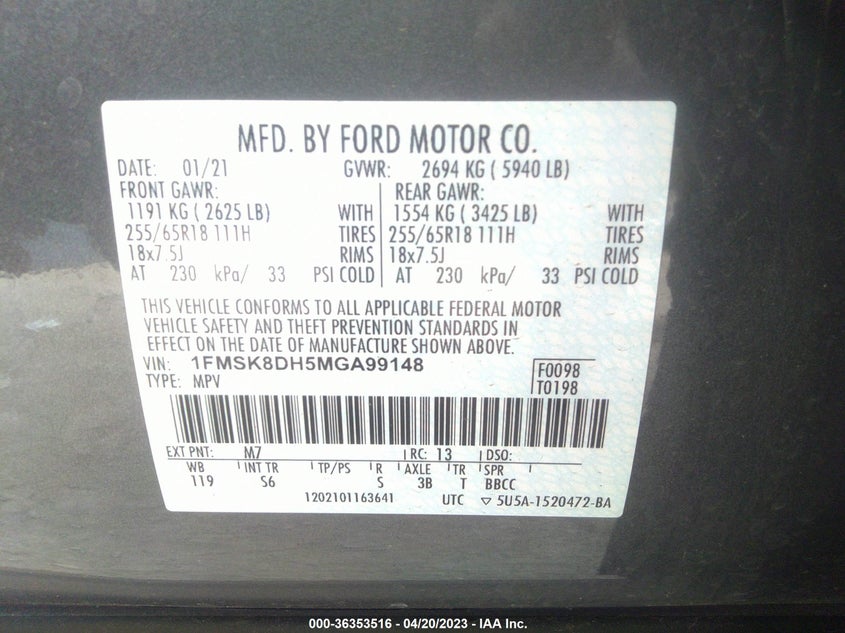 MFD. BY FORD MOTOR CO.
DATE: 01/21 GVWR: 2694 KG ( 5940 LB)
FRONT GAWR: REAR GAWR:
1191 KG ( 2625 LB) WITH 1554 KG ( 3425 LB) WITH
255/65R18 111H TIRES 255/65R18 111H TIRES
18x7.5J RIMS 18x7.5J RIMS
AT 230 kPa/ 33 PSI COLD AT 230 kPa/ 33 PSI COLD
THIS VEHICLE CONFORMS TO ALL APPLICABLE FEDERAL MOTOR
VEHICLE SAFETY AND THEFT PREVENTION STANDARDS IN
EFFECT ON THE DATE OF MANUFACTURE SHOWN ABOVE.
VIN: 1FMSK8DH5MGA99148 F0098
TYPE: MPV T0198
EXT PNT: M7 RC: 13 DSO:
WB INT TR TP/PS R AXLE TR SPR
119 S6 S 3B T BBCC
1202101163641 UTC ▽ 5U5A-1520472-BA
000-36353516 - 04/20/2023 - IAA Inc.